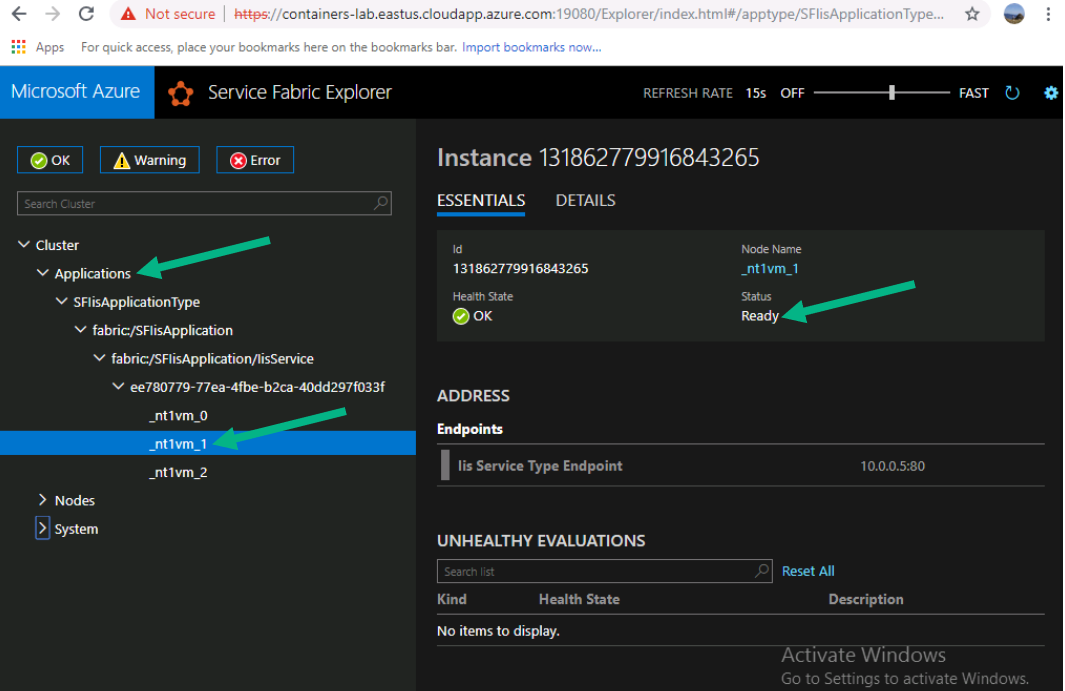 Not secure | https://containers-lab.eastus.cloudapp.azure.com:19080/Explorer/index.html#/apptype/SFIisApplicationType...
Apps For quick access, place your bookmarks here on the bookmarks bar. Import bookmarks now...
Microsoft Azure Service Fabric Explorer REFRESH RATE 15s OFF FAST
OK Warning Error
Search Cluster
Cluster
Applications
SFIisApplicationType
fabric:/SFIisApplication
fabric:/SFIisApplication/IisService
ee780779-77ea-4fbe-b2ca-40dd297f033f
_nt1vm_0
_nt1vm_1
_nt1vm_2
Nodes
System
Instance 131862779916843265
ESSENTIALS DETAILS
Id Node Name
131862779916843265 _nt1vm_1
Health State Status
OK Ready
ADDRESS
Endpoints
Iis Service Type Endpoint 10.0.0.5:80
UNHEALTHY EVALUATIONS
Search list Reset All
Kind Health State Description
No items to display.
Activate Windows
Go to Settings to activate Windows.